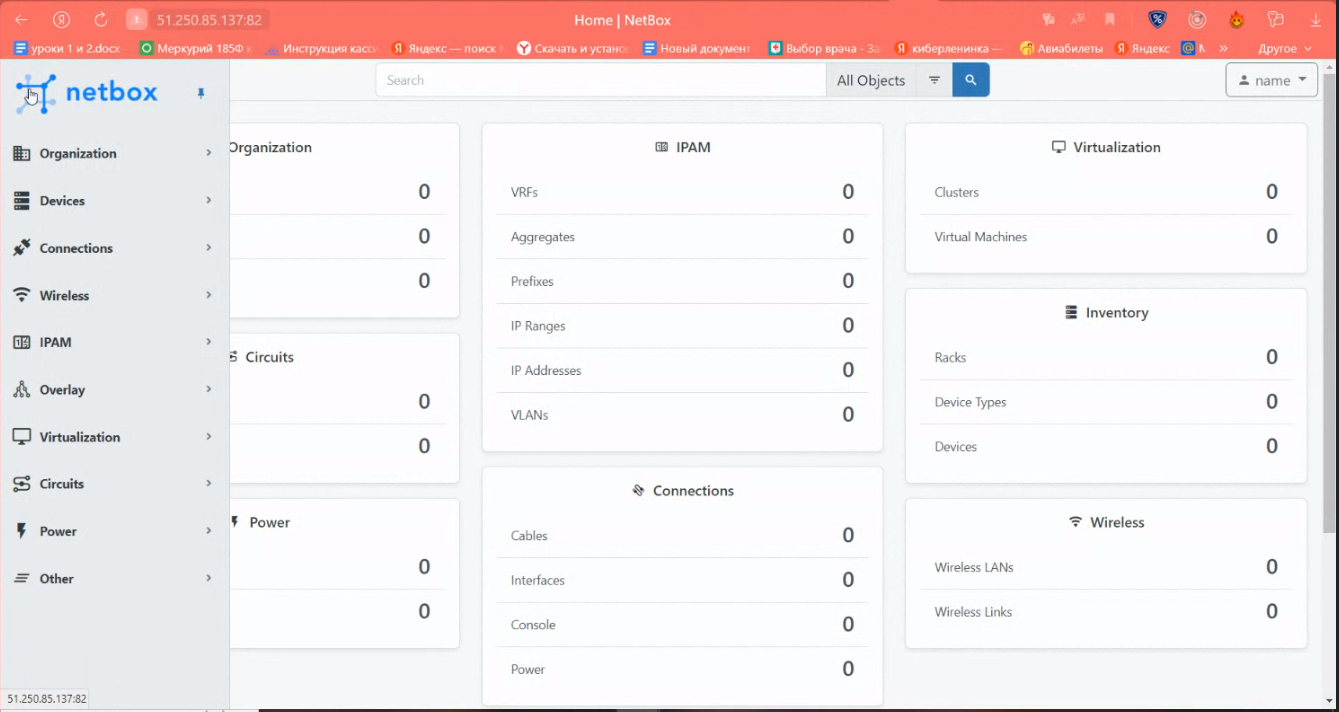 51.250.85.137:82
Home | NetBox
уроки 1 и 2.docx
Меркурий 185Ф
Инструкция касси
Яндекс — поиск
Скачать и устано
Новый документ
Выбор врача - За
киберленинка —
Авиабилеты
Яндекс
Другое
netbox
Search
All Objects
name
Organization
Devices
Connections
Wireless
IPAM
Overlay
Virtualization
Circuits
Power
Other
Organization
0
0
0
Circuits
0
0
Power
0
0
IPAM
VRFs 0
Aggregates 0
Prefixes 0
IP Ranges 0
IP Addresses 0
VLANs 0
Connections
Cables 0
Interfaces 0
Console 0
Power 0
Virtualization
Clusters 0
Virtual Machines 0
Inventory
Racks 0
Device Types 0
Devices 0
Wireless
Wireless LANs 0
Wireless Links 0
51.250.85.137:82